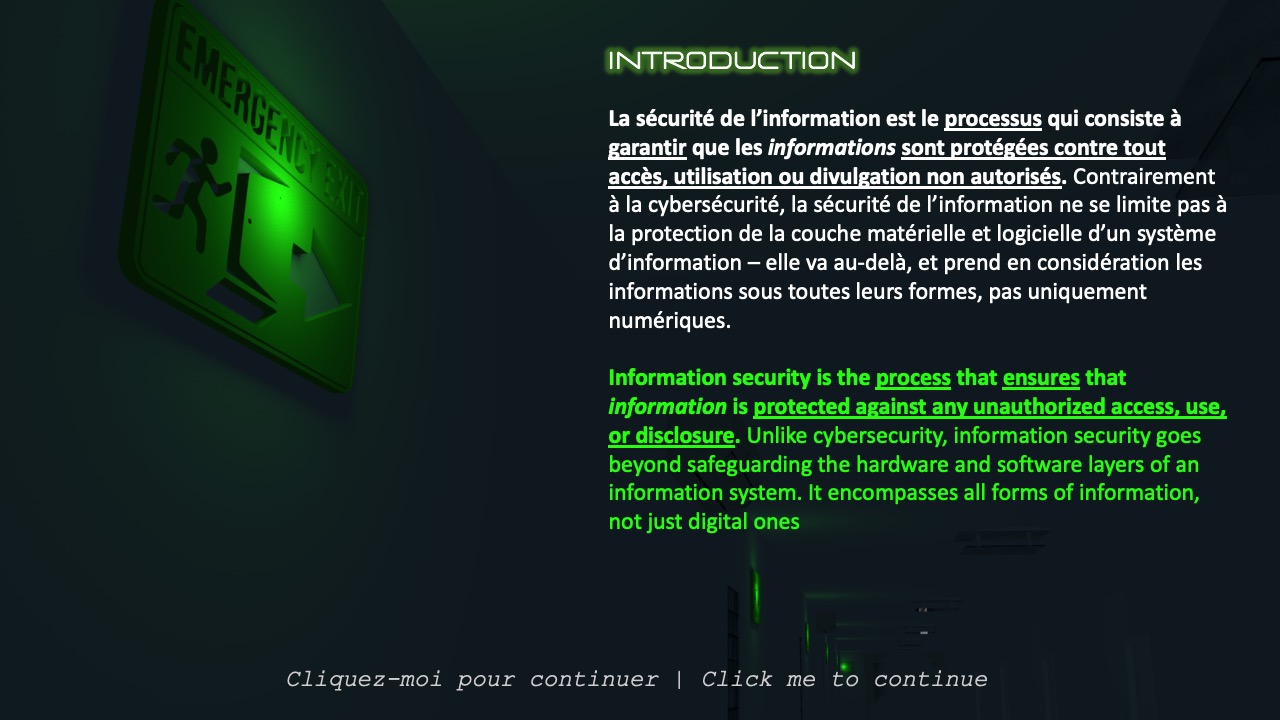 EMERGENCY EXIT
INTRODUCTION
La sécurité de l’information est le processus qui consiste à
garantir que les informations sont protégées contre tout
accès, utilisation ou divulgation non autorisés. Contrairement
à la cybersécurité, la sécurité de l’information ne se limite pas à
la protection de la couche matérielle et logicielle d’un système
d’information – elle va au-delà, et prend en considération les
informations sous toutes leurs formes, pas uniquement
numériques.
Information security is the process that ensures that
information is protected against any unauthorized access, use,
or disclosure. Unlike cybersecurity, information security goes
beyond safeguarding the hardware and software layers of an
information system. It encompasses all forms of information,
not just digital ones
Cliquez-moi pour continuer | Click me to continue